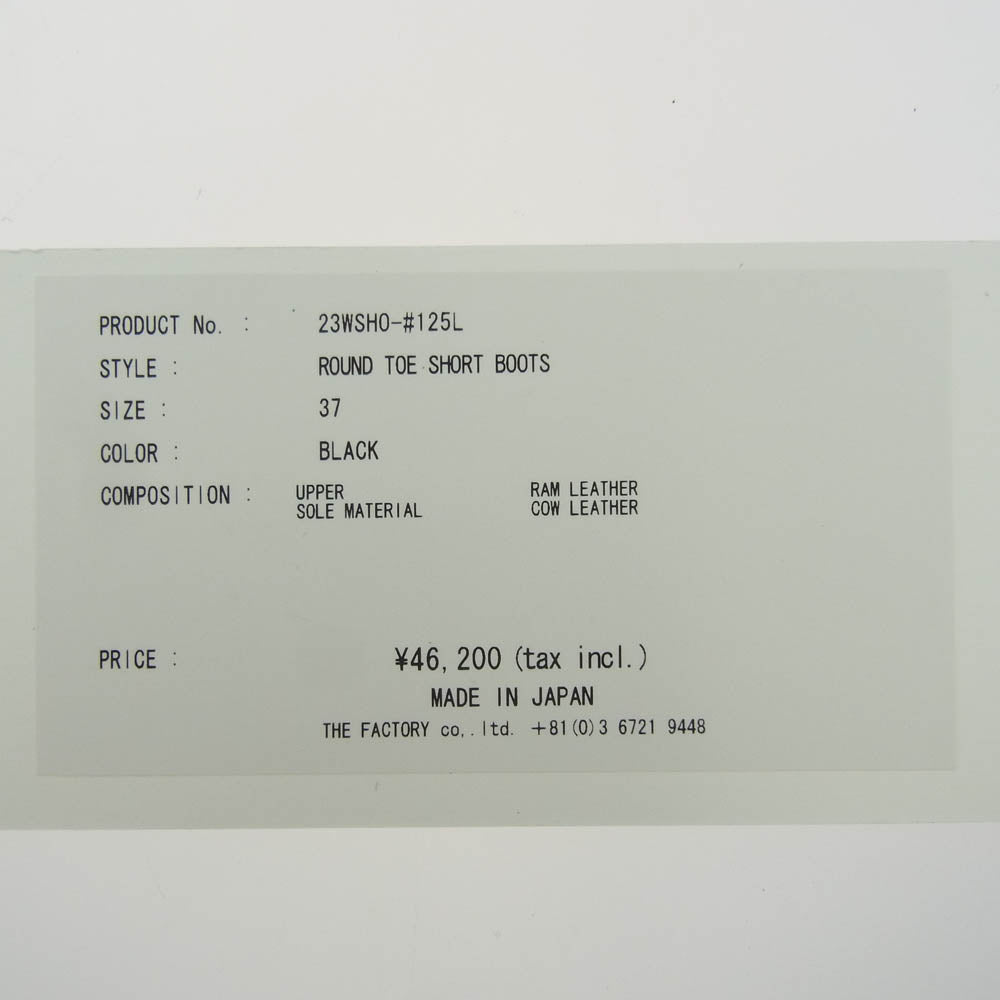 PRODUCT No. : 23WSHO-#125L
STYLE : ROUND TOE SHORT BOOTS
SIZE : 37
COLOR : BLACK
COMPOSITION : UPPER RAM LEATHER
SOLE MATERIAL COW LEATHER
PRICE : ¥46,200 (tax incl.)
MADE IN JAPAN
THE FACTORY co,.ltd. +81(0)3 6721 9448